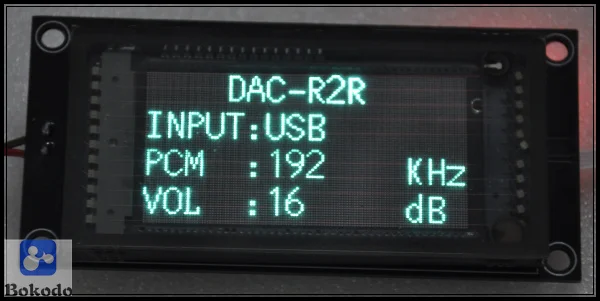 DAC-R2R
INPUT:USB
PCM :192 KHz
VOL :16 dB
Bokodo